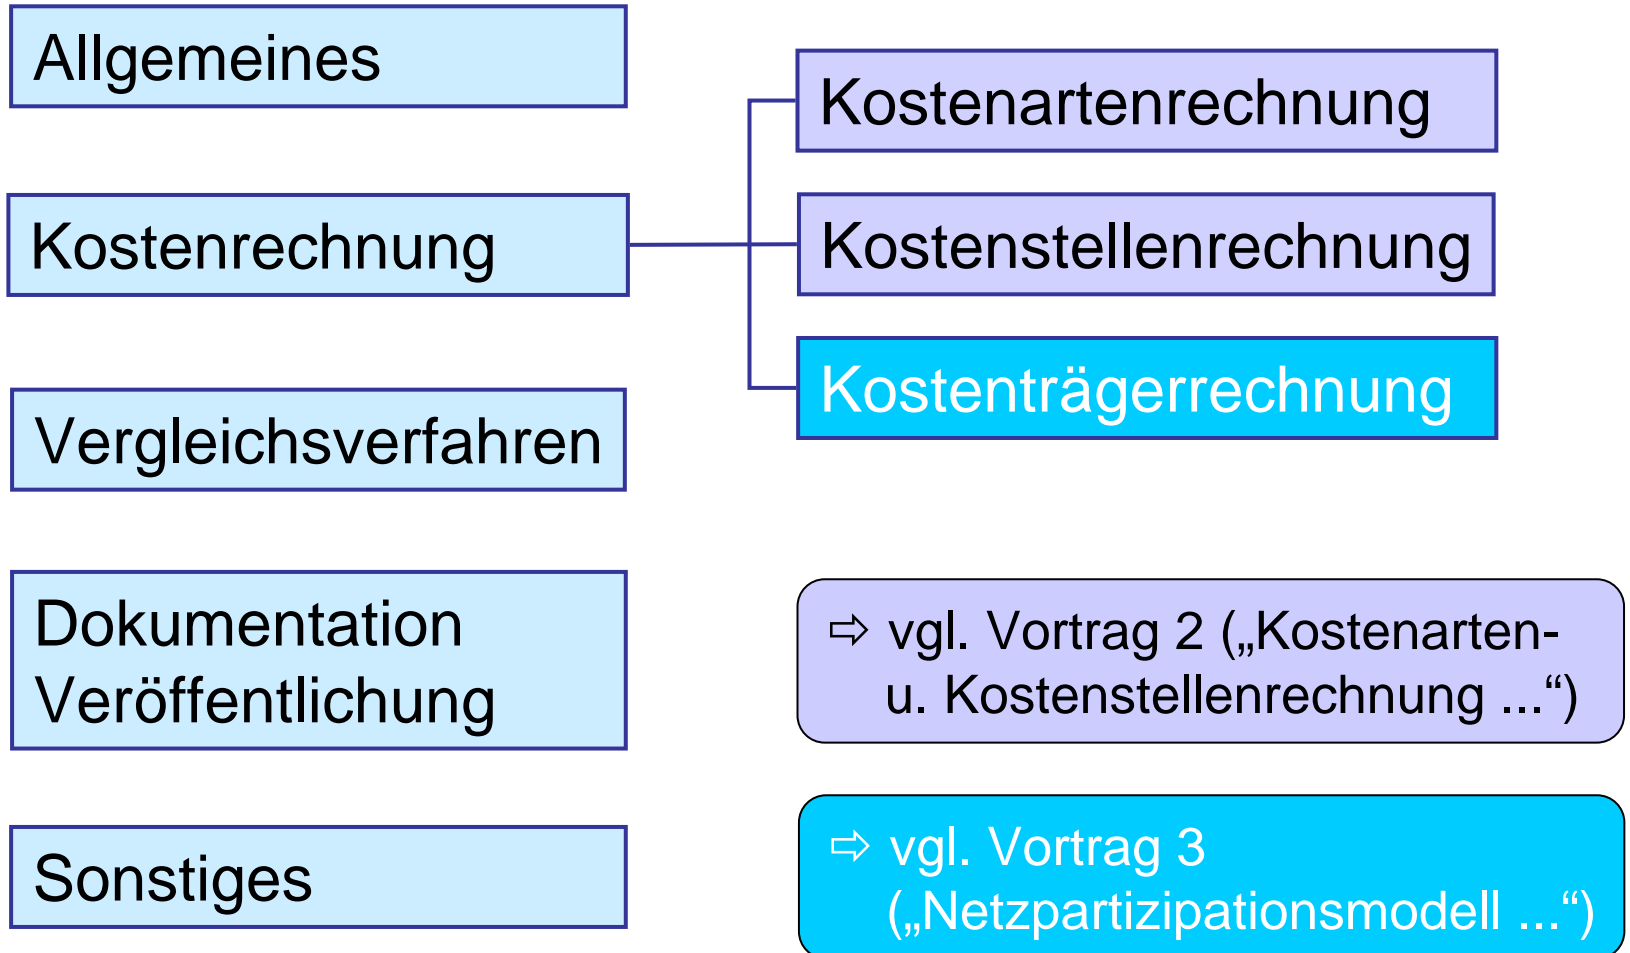 Allgemeines
Kostenrechnung
Vergleichsverfahren
Dokumentation
Veröffentlichung
Sonstiges
Kostenartenrechnung
Kostenstellenrechnung
Kostenträgerrechnung
⇨ vgl. Vortrag 2 („Kostenarten-
u. Kostenstellenrechnung ...“)
⇨ vgl. Vortrag 3
(„Netzpartizipationsmodell ...“)